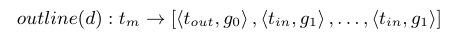 outline(d) : t_m → [⟨t_out, g_0⟩, ⟨t_in, g_1⟩, . . . , ⟨t_in, g_1⟩]